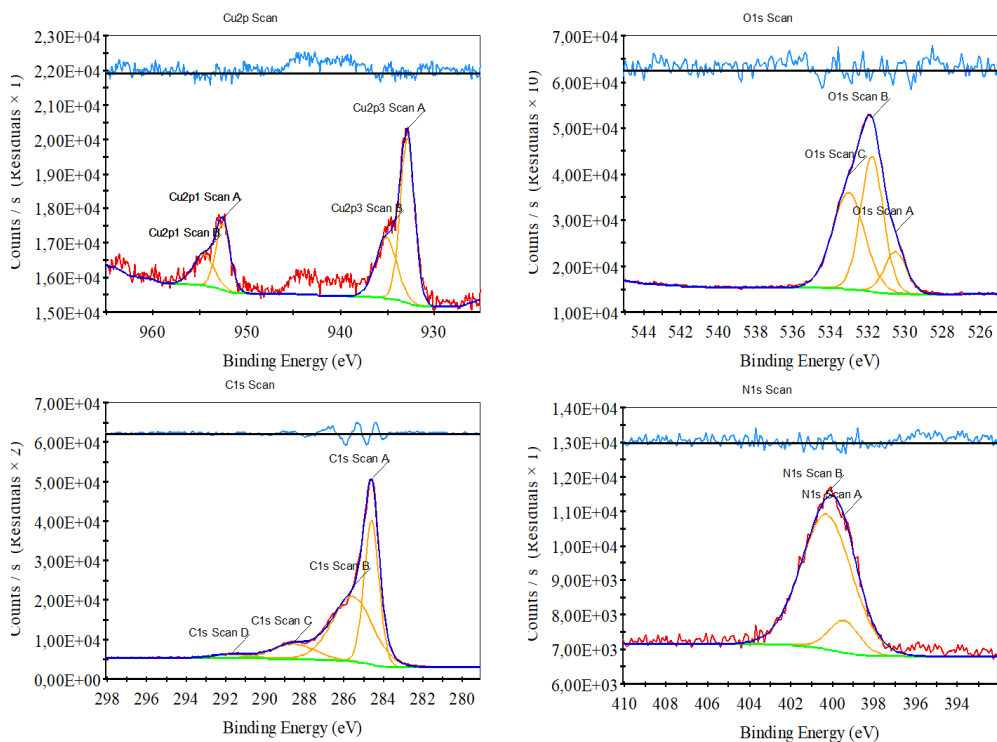 Cu2p Scan
2,30E+04
2,20E+04
2,10E+04
2,00E+04
1,90E+04
1,80E+04
1,70E+04
1,60E+04
1,50E+04
Counts / s (Residuals × 1)
Cu2p3 Scan A
Cu2p1 Scan A
Cu2p3 Scan B
Cu2p1 Scan B
960
950
940
930
Binding Energy (eV)
O1s Scan
7,00E+04
6,00E+04
5,00E+04
4,00E+04
3,00E+04
2,00E+04
1,00E+04
Counts / s (Residuals × 10)
O1s Scan B
O1s Scan C
O1s Scan A
544 542 540 538 536 534 532 530 528 526
Binding Energy (eV)
C1s Scan
7,00E+04
6,00E+04
5,00E+04
4,00E+04
3,00E+04
2,00E+04
1,00E+04
0,00E+00
Counts / s (Residuals × 2)
C1s Scan A
C1s Scan B
C1s Scan C
C1s Scan D
298 296 294 292 290 288 286 284 282 280
Binding Energy (eV)
N1s Scan
1,40E+04
1,30E+04
1,20E+04
1,10E+04
1,00E+04
9,00E+03
8,00E+03
7,00E+03
6,00E+03
Counts / s (Residuals × 1)
N1s Scan B
N1s Scan A
410 408 406 404 402 400 398 396 394
Binding Energy (eV)